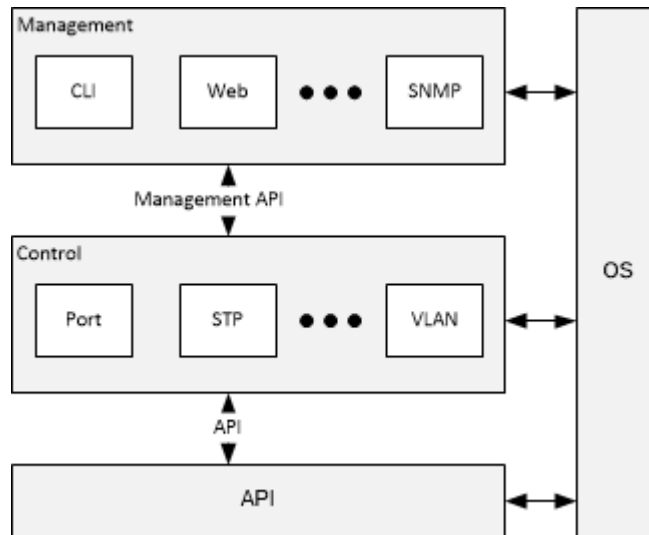 Management
CLI
Web
SNMP
Management API
Control
OS
Port
STP
VLAN
API
API